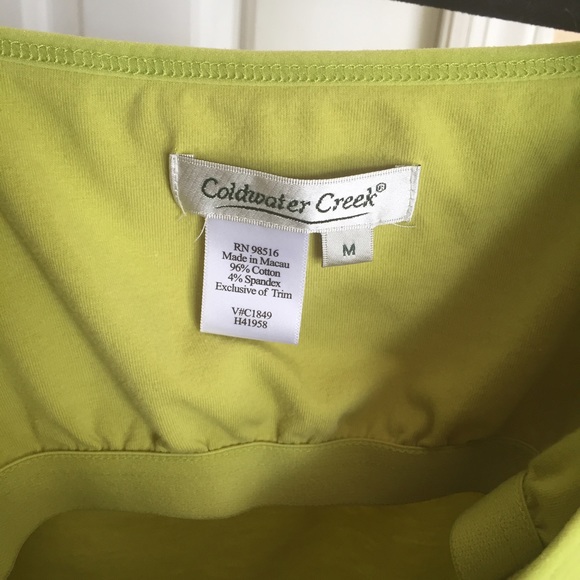 Coldwater Creek®
M
RN 98516
Made in Macau
96% Cotton
4% Spandex
Exclusive of Trim
V#C1849
H41958